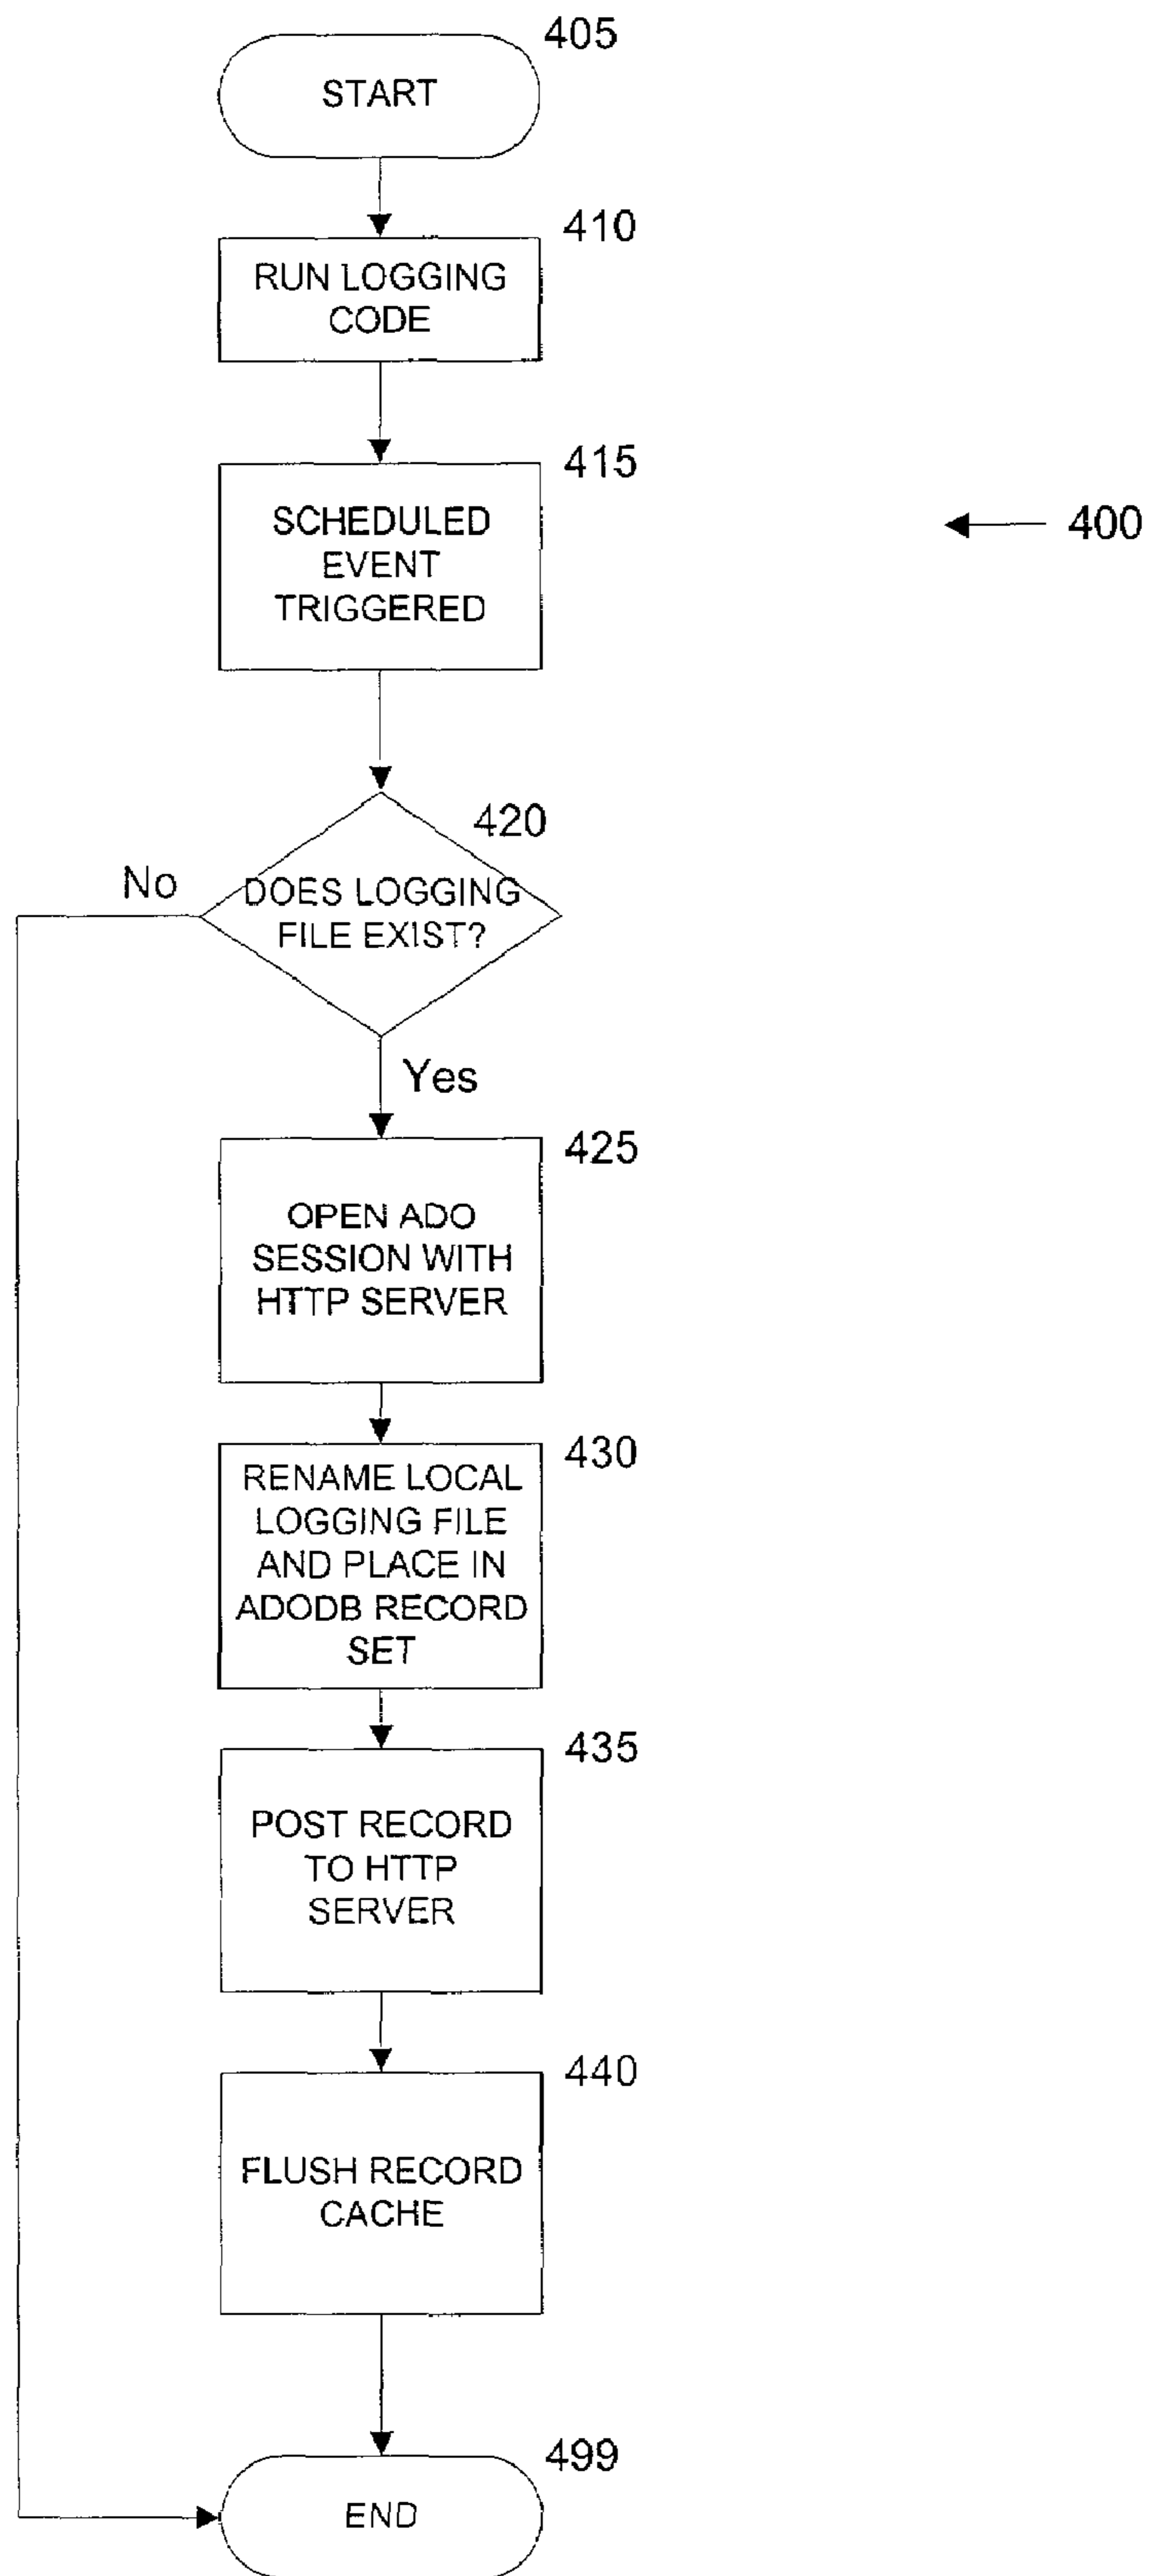 405
START
410
RUN LOGGING
CODE
415
SCHEDULED
EVENT
TRIGGERED
400
420
No
DOES LOGGING
FILE EXIST?
Yes
425
OPEN ADO
SESSION WITH
HTTP SERVER
430
RENAME LOCAL
LOGGING FILE
AND PLACE IN
ADODB RECORD
SET
435
POST RECORD
TO HTTP
SERVER
440
FLUSH RECORD
CACHE
499
END